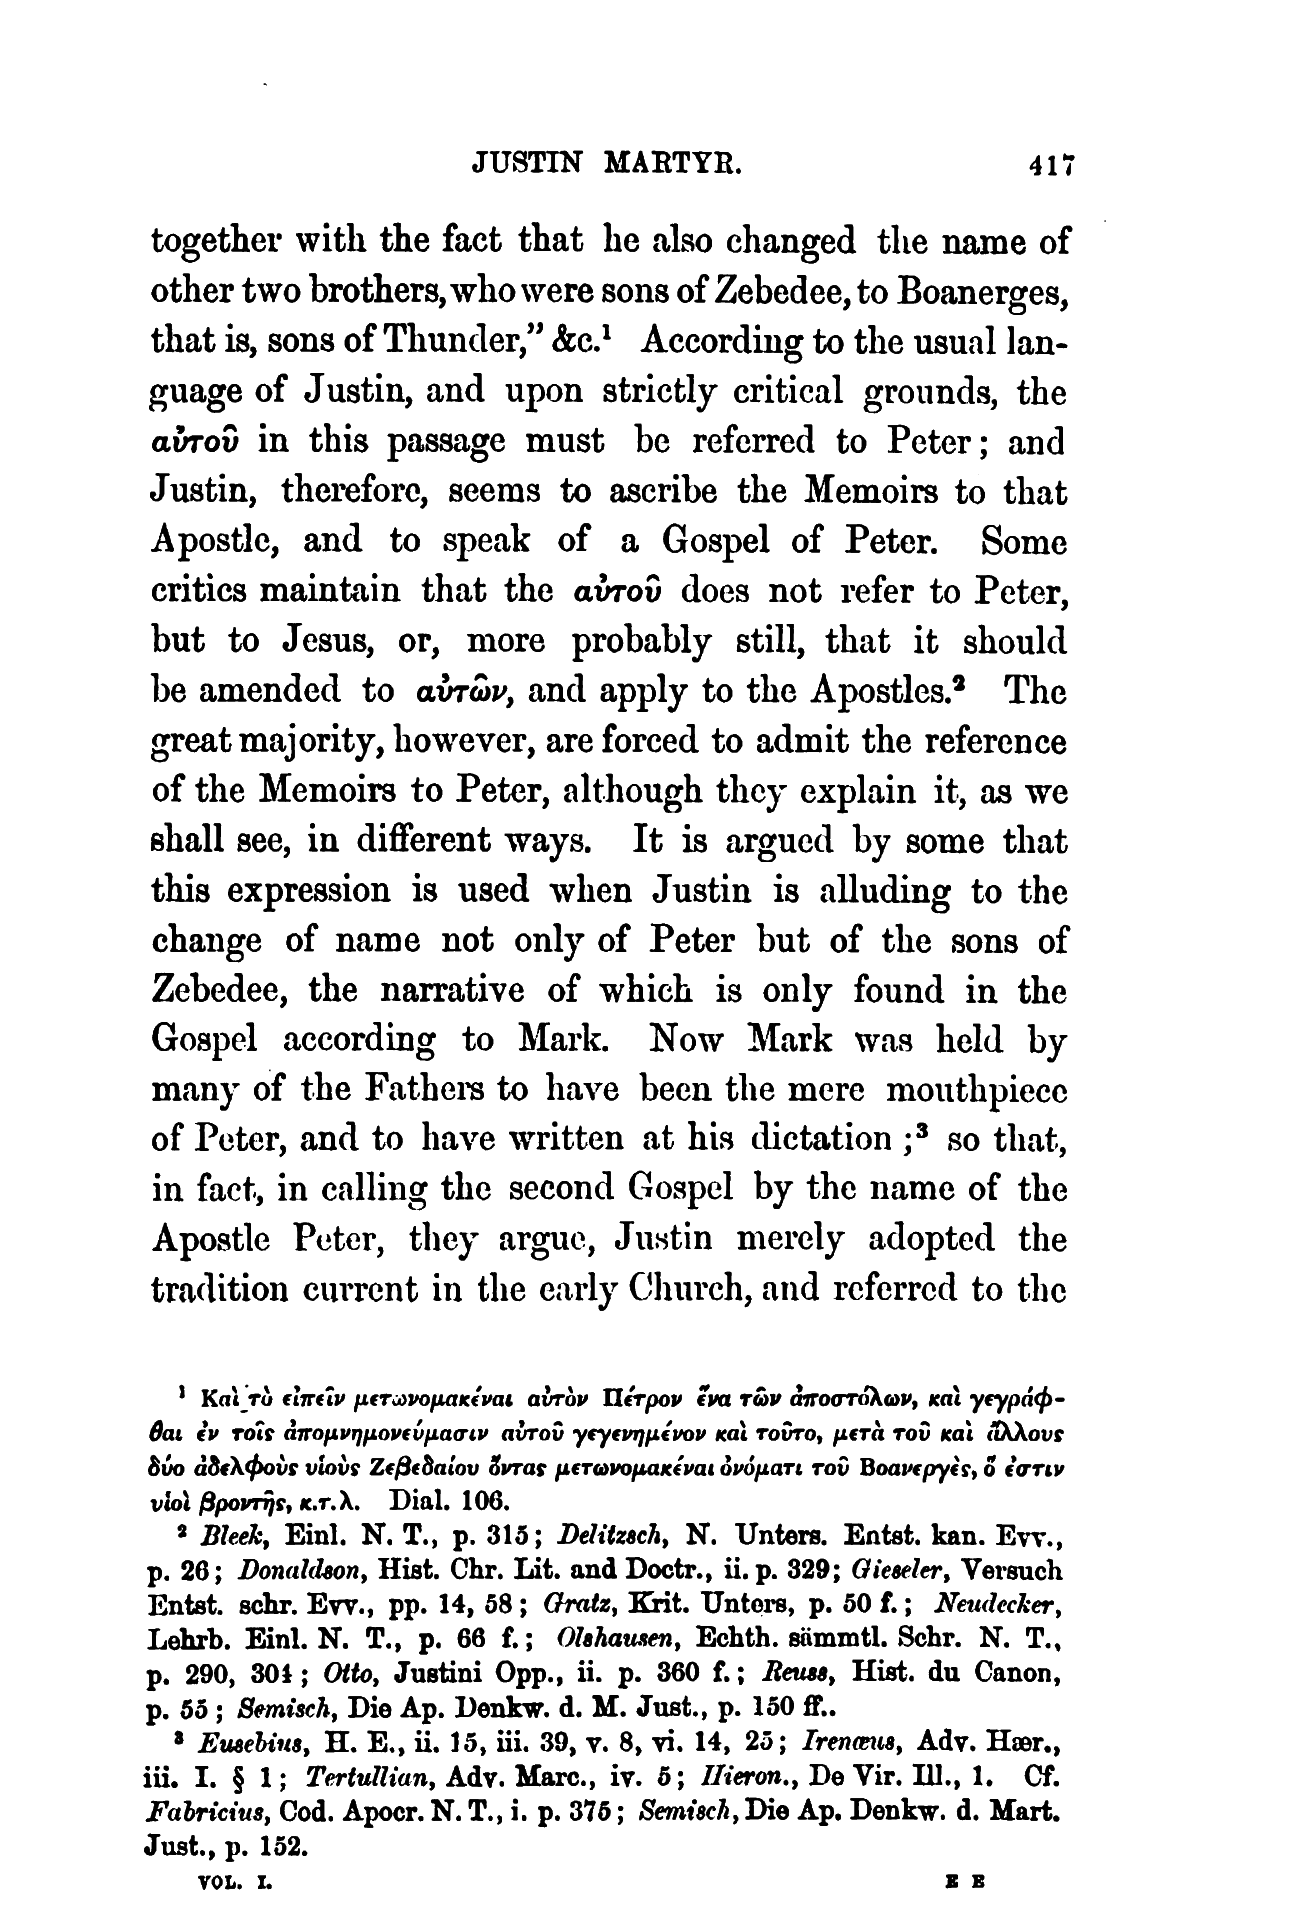 JUSTIN MARTYR. 417
together with the fact that he also changed the name of
other two brothers, who were sons of Zebedee, to Boanerges,
that is, sons of Thunder,” &c.¹ According to the usual lan-
guage of Justin, and upon strictly critical grounds, the
αὐτοῦ in this passage must be referred to Peter; and
Justin, therefore, seems to ascribe the Memoirs to that
Apostle, and to speak of a Gospel of Peter. Some
critics maintain that the αὐτοῦ does not refer to Peter,
but to Jesus, or, more probably still, that it should
be amended to αὐτῶν, and apply to the Apostles.² The
great majority, however, are forced to admit the reference
of the Memoirs to Peter, although they explain it, as we
shall see, in different ways. It is argued by some that
this expression is used when Justin is alluding to the
change of name not only of Peter but of the sons of
Zebedee, the narrative of which is only found in the
Gospel according to Mark. Now Mark was held by
many of the Fathers to have been the mere mouthpiece
of Peter, and to have written at his dictation ;³ so that,
in fact, in calling the second Gospel by the name of the
Apostle Peter, they argue, Justin merely adopted the
tradition current in the early Church, and referred to the
¹ Καὶ τὸ εἰπεῖν μετωνομακέναι αὐτὸν Πέτρον ἕνα τῶν ἀποστόλων, καὶ γεγράφ-
θαι ἐν τοῖς ἀπομνημονεύμασιν αὐτοῦ γεγενημένον καὶ τοῦτο, μετὰ τοῦ καὶ ἄλλους
δύο ἀδελφοὺς υἱοὺς Ζεβεδαίου ὄντας μετωνομακέναι ὀνόματι τοῦ Βοανεργὲς, ὅ ἐστιν
υἱοὶ βροντῆς, κ.τ.λ. Dial. 106.
² Bleek, Einl. N. T., p. 315; Delitzsch, N. Unters. Entst. kan. Evv.,
p. 26; Donaldson, Hist. Chr. Lit. and Doctr., ii. p. 329; Gieseler, Versuch
Entst. schr. Evv., pp. 14, 58; Gratz, Krit. Unters, p. 50 f.; Neudecker,
Lehrb. Einl. N. T., p. 66 f.; Olshausen, Echth. sämmtl. Schr. N. T.,
p. 290, 304; Otto, Justini Opp., ii. p. 360 f.; Reuss, Hist. du Canon,
p. 55; Semisch, Die Ap. Denkw. d. M. Just., p. 150 ff..
³ Eusebius, H. E., ii. 15, iii. 39, v. 8, vi. 14, 25; Irenæus, Adv. Hær.,
iii. I. § 1; Tertullian, Adv. Marc., iv. 5; Hieron., De Vir. Ill., 1. Cf.
Fabricius, Cod. Apocr. N. T., i. p. 375; Semisch, Die Ap. Denkw. d. Mart.
Just., p. 152.
VOL. I. E E